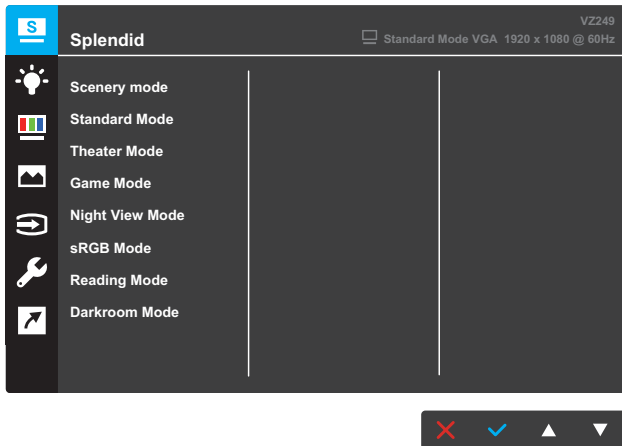 S
VZ249
Splendid
Standard Mode VGA 1920 x 1080 @ 60Hz
Scenery mode
Standard Mode
Theater Mode
Game Mode
Night View Mode
sRGB Mode
Reading Mode
Darkroom Mode